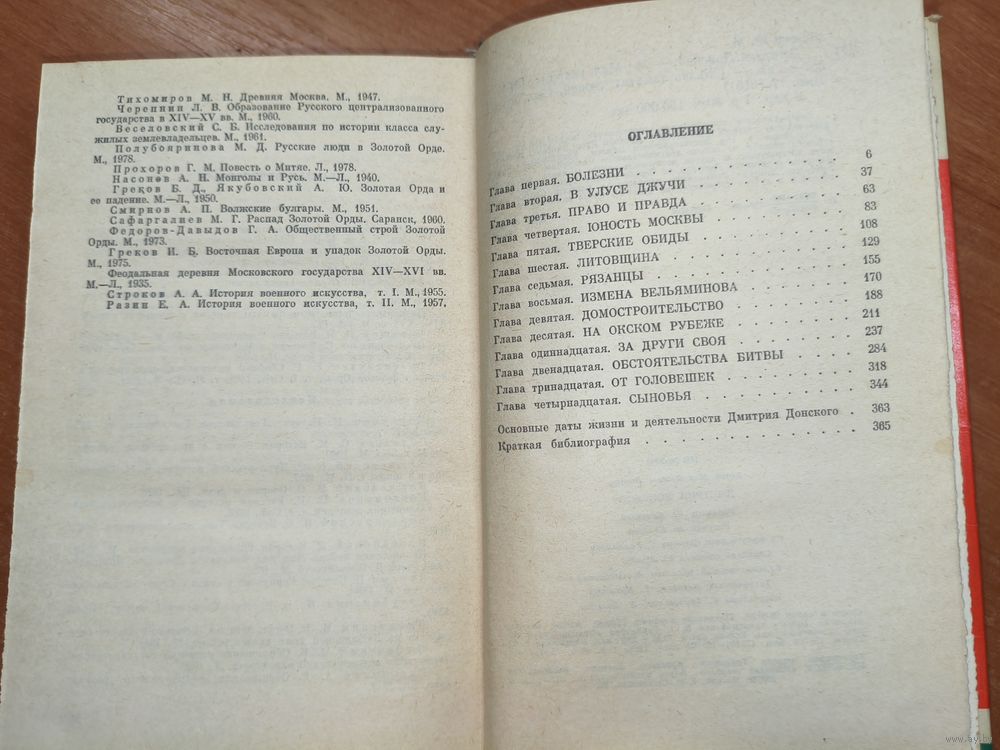 Тихомиров М. Н. Древняя Москва. М., 1947.
Черепнин Л. В. Образование Русского централизованного
государства в XIV—XV вв. М., 1960.
Веселовский С. Б. Исследования по истории класса слу-
жилых землевладельцев. М., 1961.
Полубояринова М. Д. Русские люди в Золотой Орде.
М., 1978.
Прохоров Г. М. Повесть о Митяе. Л., 1978.
Насонов А. Н. Монголы и Русь. М.—Л., 1940.
Греков Б. Д., Якубовский А. Ю. Золотая Орда и
ее падение. М.—Л., 1950.
Смирнов А. П. Волжские булгары. М., 1951.
Сафаргалиев М. Г. Распад Золотой Орды. Саранск, 1960.
Федоров-Давыдов Г. А. Общественный строй Золотой
Орды. М., 1973.
Греков И. Б. Восточная Европа и упадок Золотой Орды.
М., 1975.
Феодальная деревня Московского государства XIV—XVI вв.
М.—Л., 1935.
Строков А. А. История военного искусства, т. I. М., 1955.
Разин Е. А. История военного искусства, т. II. М., 1957,
ОГЛАВЛЕНИЕ
Глава первая. БОЛЕЗНИ . . . 6
Глава вторая. В УЛУСЕ ДЖУЧИ . . . 37
Глава третья. ПРАВО И ПРАВДА . . . 63
Глава четвертая. ЮНОСТЬ МОСКВЫ . . . 83
Глава пятая. ТВЕРСКИЕ ОБИДЫ . . . 108
Глава шестая. ЛИТОВЩИНА . . . 129
Глава седьмая. РЯЗАНЦЫ . . . 155
Глава восьмая. ИЗМЕНА ВЕЛЬЯМИНОВА . . . 170
Глава девятая. ДОМОСТРОИТЕЛЬСТВО . . . 188
Глава десятая. НА ОКСКОМ РУБЕЖЕ . . . 211
Глава одиннадцатая. ЗА ДРУГИ СВОЯ . . . 237
Глава двенадцатая. ОБСТОЯТЕЛЬСТВА БИТВЫ . . . 284
Глава тринадцатая. ОТ ГОЛОВЕШЕК . . . 318
Глава четырнадцатая. СЫНОВЬЯ . . . 344
Основные даты жизни и деятельности Дмитрия Донского . 363
Краткая библиография . . . 365
www.ay.by